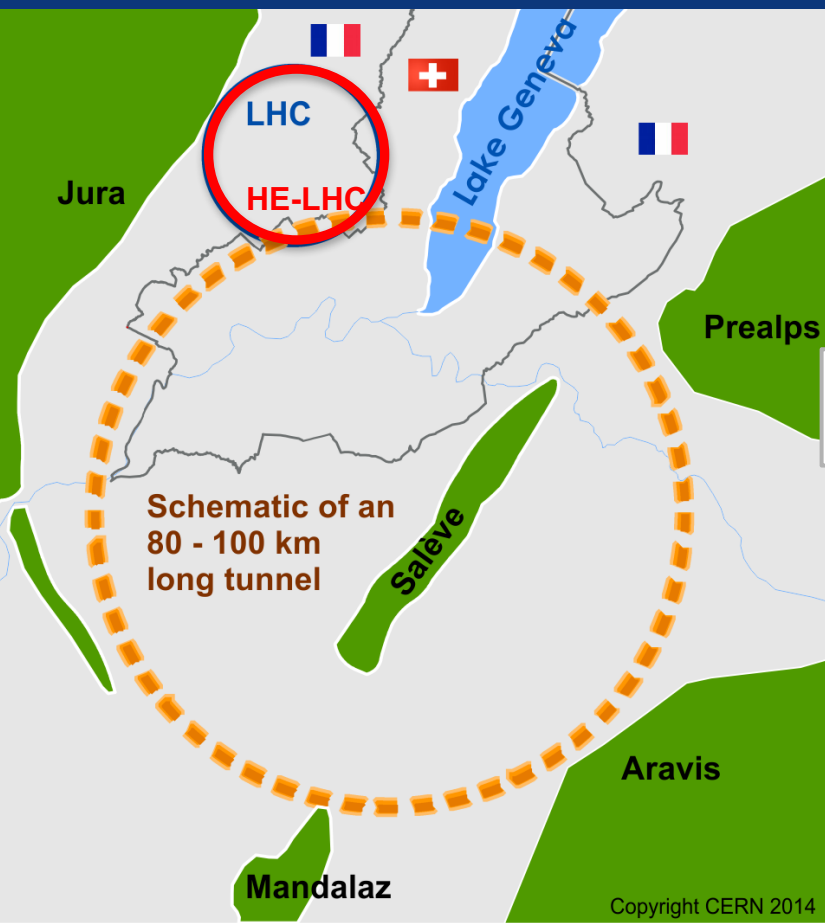 LHC
Lake Geneva
Jura
HE-LHC
Prealps
Schematic of an
80 - 100 km
long tunnel
Salève
Aravis
Mandalaz
Copyright CERN 2014